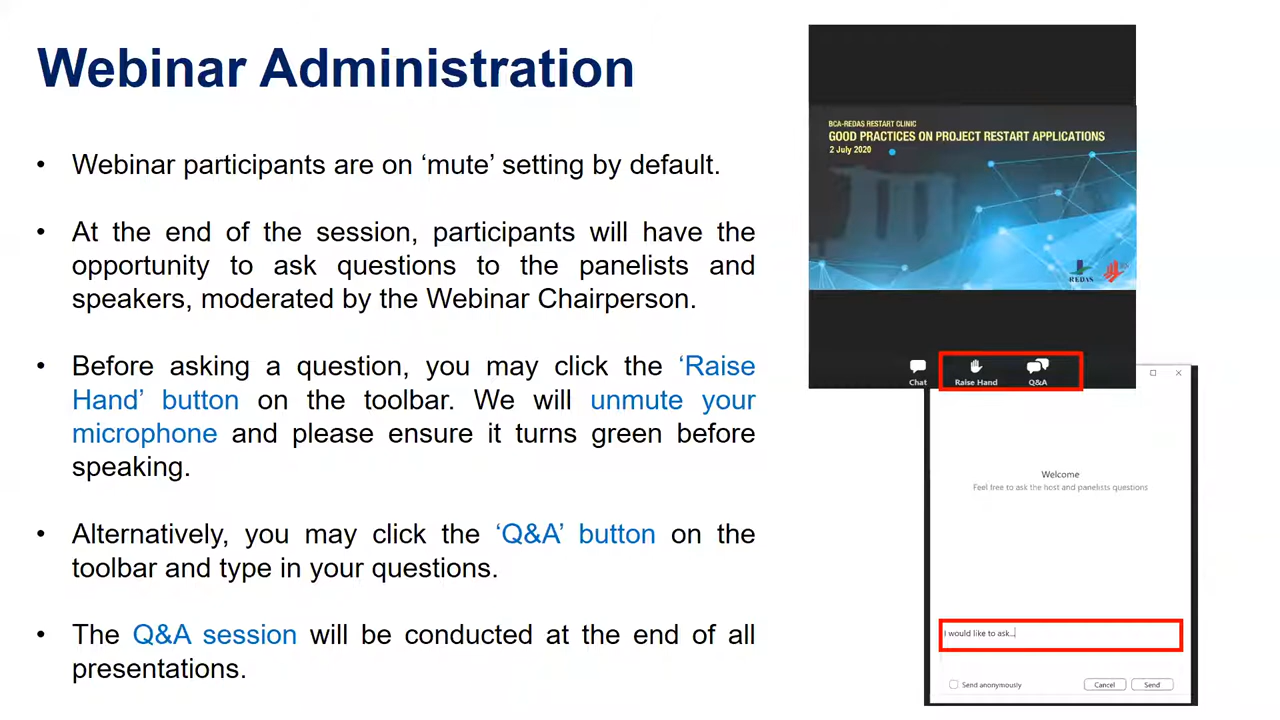 Webinar Administration
• Webinar participants are on ‘mute’ setting by default.
• At the end of the session, participants will have the
opportunity to ask questions to the panelists and
speakers, moderated by the Webinar Chairperson.
• Before asking a question, you may click the ‘Raise
Hand’ button on the toolbar. We will unmute your
microphone and please ensure it turns green before
speaking.
• Alternatively, you may click the ‘Q&A’ button on the
toolbar and type in your questions.
• The Q&A session will be conducted at the end of all
presentations.
BCA-REDAS RESTART CLINIC
GOOD PRACTICES ON PROJECT RESTART APPLICATIONS
2 July 2020
REDAS
Chat
Raise Hand
Q&A
Welcome
Feel free to ask the host and panelists questions
I would like to ask...
Send anonymously
Cancel
Send